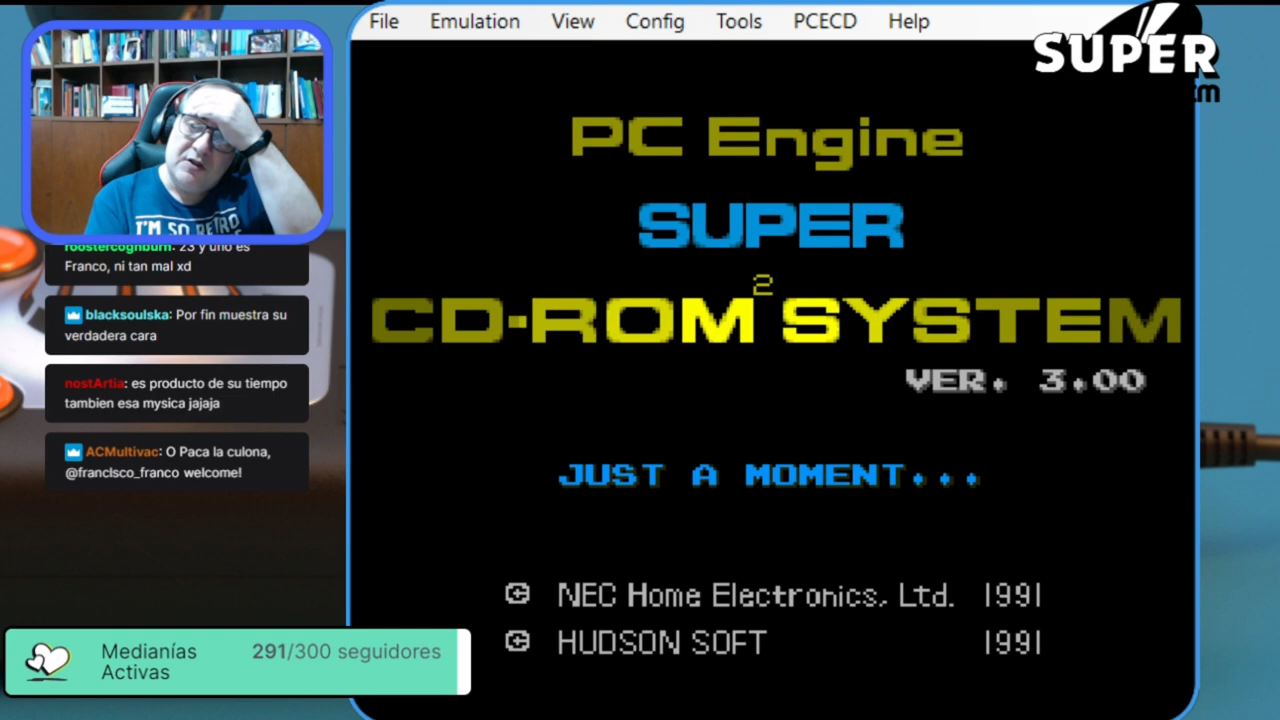 File Emulation View Config Tools PCECD Help
SUPER
PC Engine
SUPER
CD-ROM² SYSTEM
VER. 3.00
JUST A MOMENT...
© NEC Home Electronics, Ltd. 1991
© HUDSON SOFT 1991
I'M SO RETRO
roostercognburn: 23 y uno es
Franco, ni tan mal xd
blacksoulska: Por fin muestra su
verdadera cara
nostArtia: es producto de su tiempo
tambien esa mysica jajaja
ACMultivac: O Paca la culona,
@francIsco_franco welcome!
Medianías 291/300 seguidores
Activas